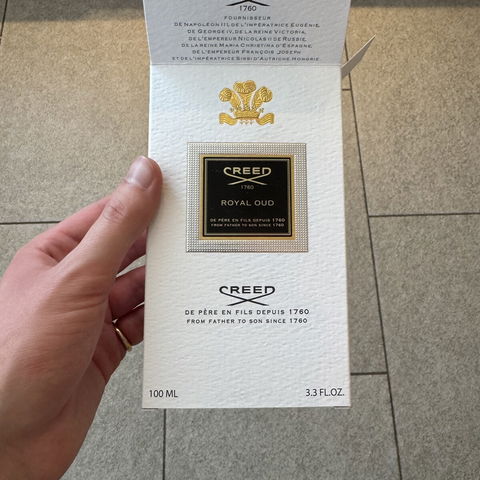 1760
FOURNISSEUR
DE NAPOLÉON III, DE L'IMPÉRATRICE EUGÉNIE,
DE GEORGE IV, DE LA REINE VICTORIA,
DE L'EMPEREUR NICOLAS II DE RUSSIE,
DE LA REINE MARIA CHRISTINA D'ESPAGNE,
DE L'EMPEREUR FRANÇOIS JOSEPH
ET DE L'IMPÉRATRICE SISSI D'AUTRICHE-HONGRIE
CREED
1760
ROYAL OUD
DE PÈRE EN FILS DEPUIS 1760
FROM FATHER TO SON SINCE 1760
CREED
DE PÈRE EN FILS DEPUIS 1760
FROM FATHER TO SON SINCE 1760
100 ML 3.3 FL.OZ.